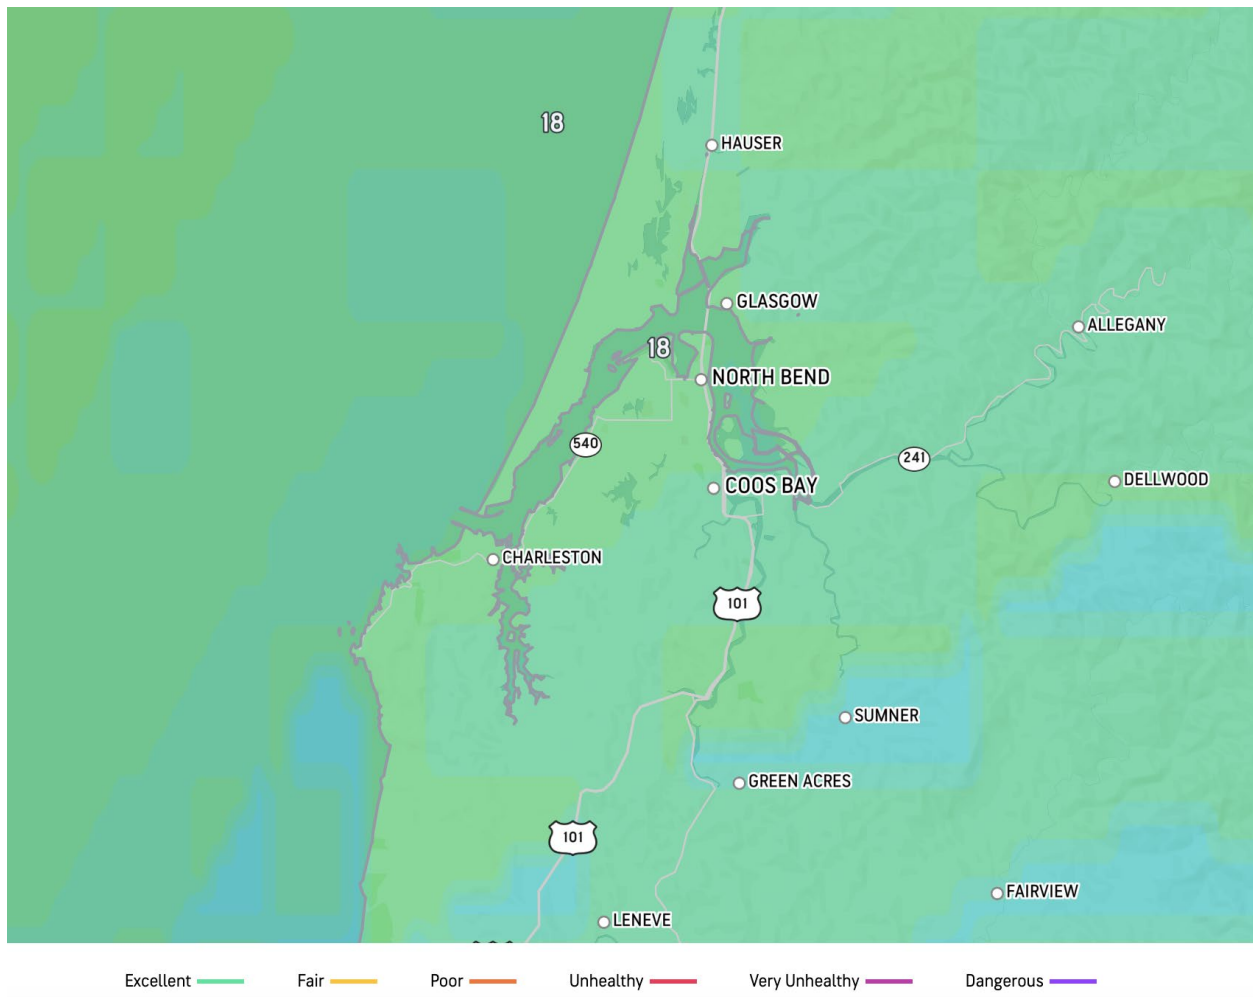 18
HAUSER
GLASGOW
ALLEGANY
18
NORTH BEND
540
241
DELLWOOD
COOS BAY
CHARLESTON
101
SUMNER
GREEN ACRES
101
FAIRVIEW
LENEVE
Excellent Fair Poor Unhealthy Very Unhealthy Dangerous